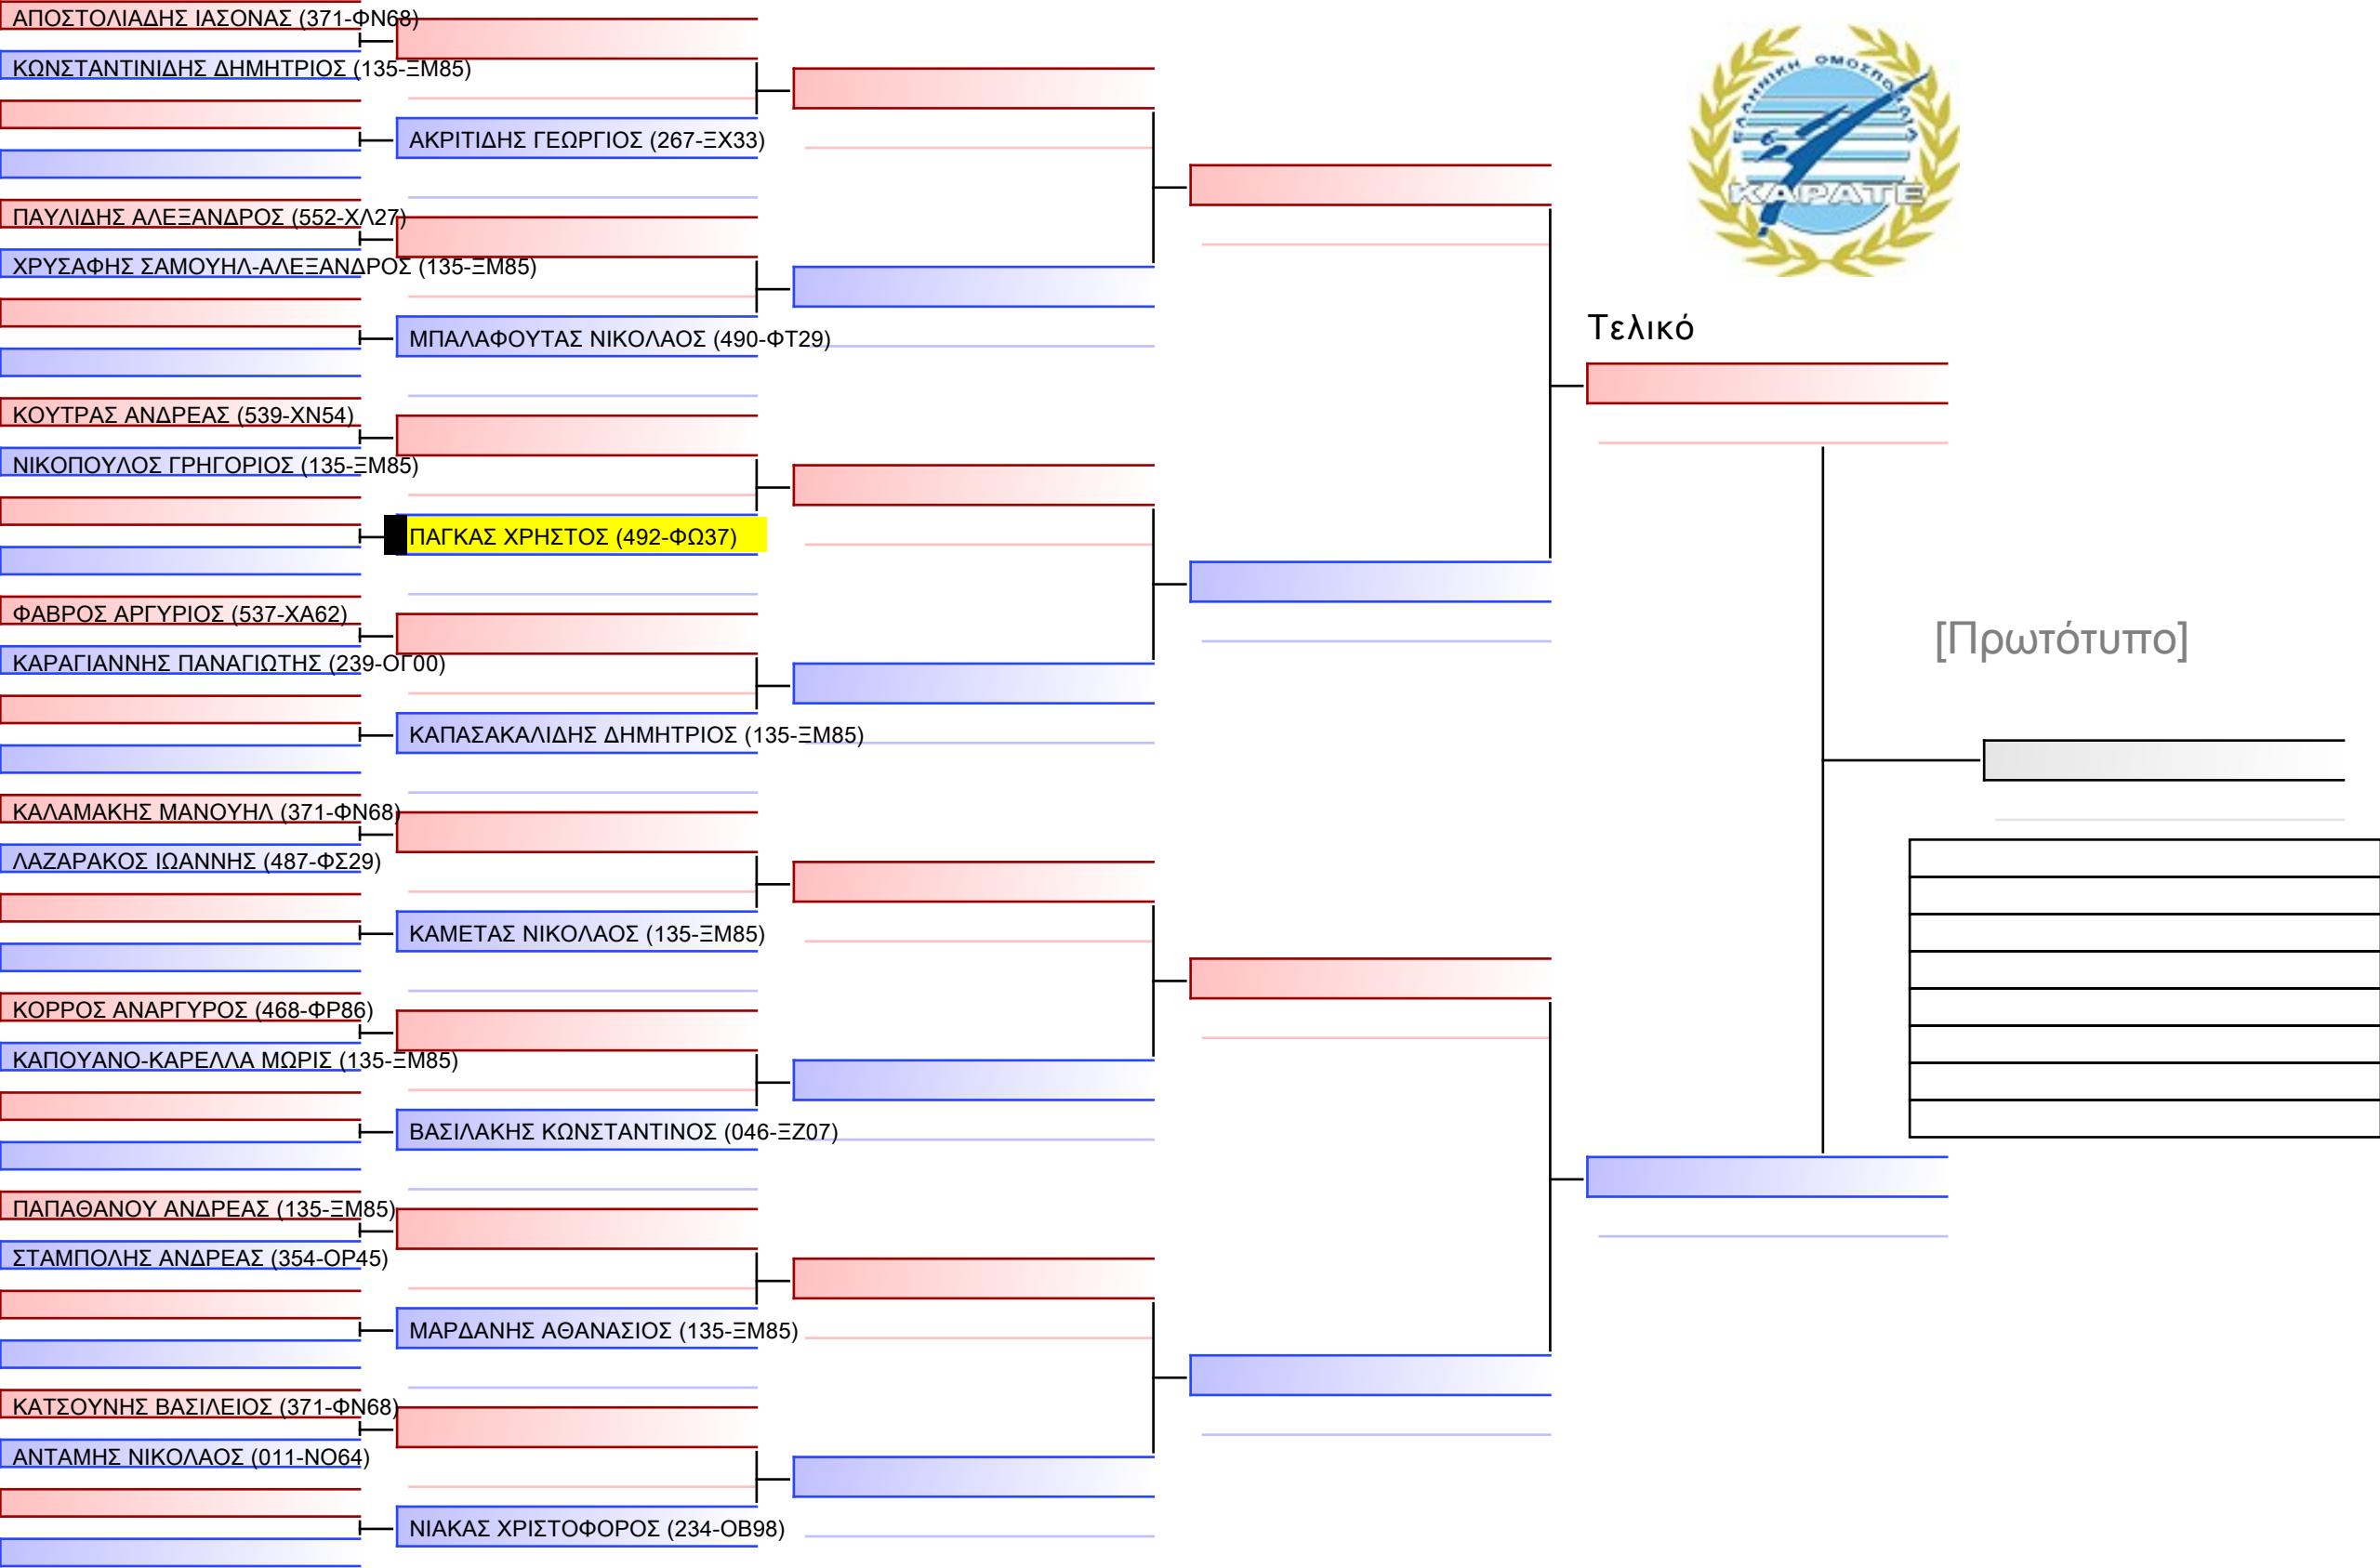 ΑΠΟΣΤΟΛΙΑΔΗΣ ΙΑΣΟΝΑΣ (371-ΦΝ68)
ΚΩΝΣΤΑΝΤΙΝΙΔΗΣ ΔΗΜΗΤΡΙΟΣ (135-ΞΜ85)
ΑΚΡΙΤΙΔΗΣ ΓΕΩΡΓΙΟΣ (267-ΞΧ33)
ΠΑΥΛΙΔΗΣ ΑΛΕΞΑΝΔΡΟΣ (552-ΧΛ27)
ΧΡΥΣΑΦΗΣ ΣΑΜΟΥΗΛ-ΑΛΕΞΑΝΔΡΟΣ (135-ΞΜ85)
ΜΠΑΛΑΦΟΥΤΑΣ ΝΙΚΟΛΑΟΣ (490-ΦΤ29)
ΚΟΥΤΡΑΣ ΑΝΔΡΕΑΣ (539-ΧΝ54)
ΝΙΚΟΠΟΥΛΟΣ ΓΡΗΓΟΡΙΟΣ (135-ΞΜ85)
ΠΑΓΚΑΣ ΧΡΗΣΤΟΣ (492-ΦΩ37)
ΦΑΒΡΟΣ ΑΡΓΥΡΙΟΣ (537-ΧΑ62)
ΚΑΡΑΓΙΑΝΝΗΣ ΠΑΝΑΓΙΩΤΗΣ (239-ΟΓ00)
ΚΑΠΑΣΑΚΑΛΙΔΗΣ ΔΗΜΗΤΡΙΟΣ (135-ΞΜ85)
ΚΑΛΑΜΑΚΗΣ ΜΑΝΟΥΗΛ (371-ΦΝ68)
ΛΑΖΑΡΑΚΟΣ ΙΩΑΝΝΗΣ (487-ΦΣ29)
ΚΑΜΕΤΑΣ ΝΙΚΟΛΑΟΣ (135-ΞΜ85)
ΚΟΡΡΟΣ ΑΝΑΡΓΥΡΟΣ (468-ΦΡ86)
ΚΑΠΟΥΑΝΟ-ΚΑΡΕΛΛΑ ΜΩΡΙΣ (135-ΞΜ85)
ΒΑΣΙΛΑΚΗΣ ΚΩΝΣΤΑΝΤΙΝΟΣ (046-ΞΖ07)
ΠΑΠΑΘΑΝΟΥ ΑΝΔΡΕΑΣ (135-ΞΜ85)
ΣΤΑΜΠΟΛΗΣ ΑΝΔΡΕΑΣ (354-ΟΡ45)
ΜΑΡΔΑΝΗΣ ΑΘΑΝΑΣΙΟΣ (135-ΞΜ85)
ΚΑΤΣΟΥΝΗΣ ΒΑΣΙΛΕΙΟΣ (371-ΦΝ68)
ΑΝΤΑΜΗΣ ΝΙΚΟΛΑΟΣ (011-ΝΟ64)
ΝΙΑΚΑΣ ΧΡΙΣΤΟΦΟΡΟΣ (234-ΟΒ98)
ΕΛΛΗΝΙΚΗ ΟΜΟΣΠΟΝΔΙΑ
ΚΑΡΑΤΕ
Τελικό
[Πρωτότυπο]